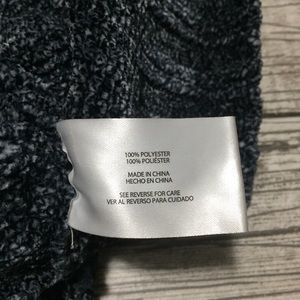 100% POLYESTER
100% POLIÉSTER
MADE IN CHINA
HECHO EN CHINA
SEE REVERSE FOR CARE
VER AL REVERSO PARA CUIDADO